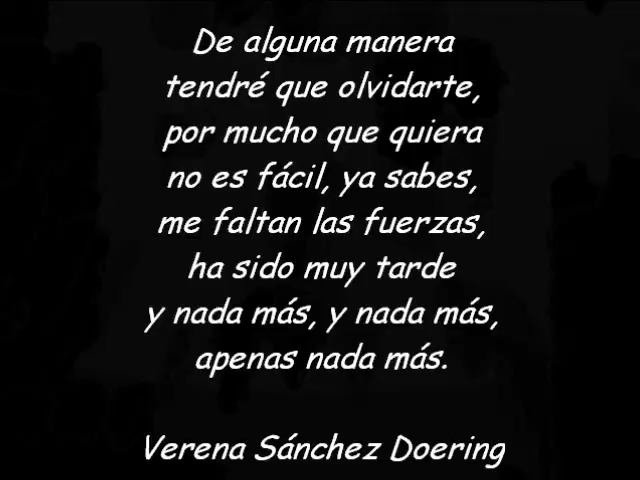 De alguna manera
tendré que olvidarte,
por mucho que quiera
no es fácil, ya sabes,
me faltan las fuerzas,
ha sido muy tarde
y nada más, y nada más,
apenas nada más.
Verena Sánchez Doering